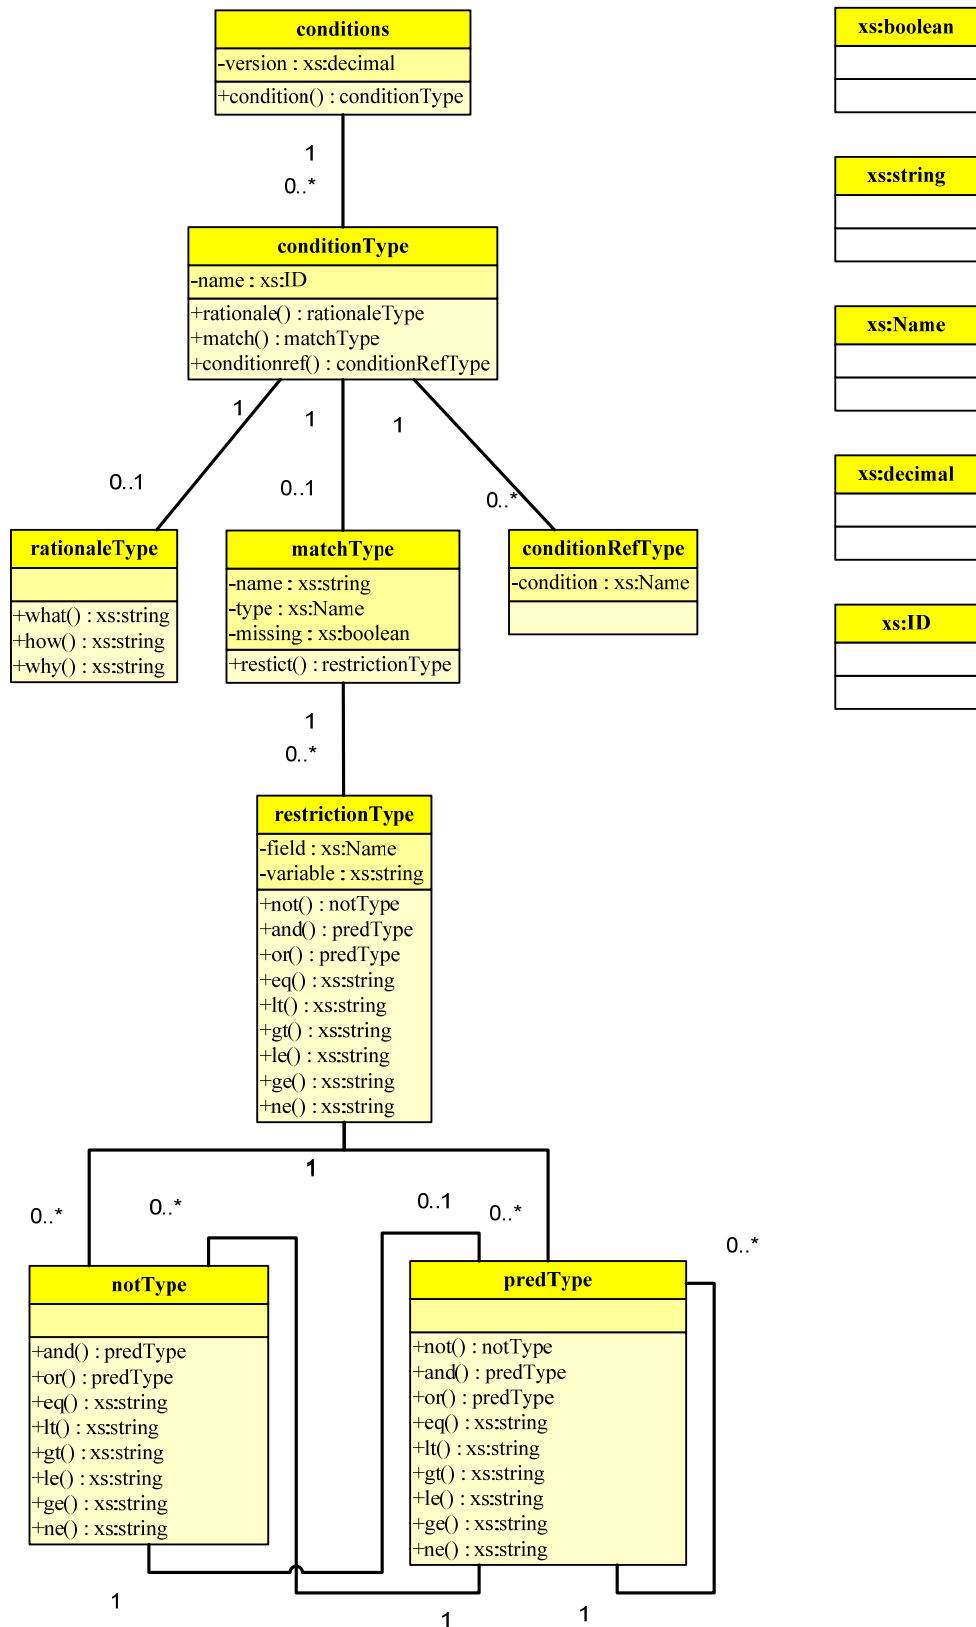 conditions
-version : xs:decimal
+condition() : conditionType
1
0..*
conditionType
-name : xs:ID
+rationale() : rationaleType
+match() : matchType
+conditionref() : conditionRefType
1
1
1
0..1
0..1
0..*
rationaleType
+what() : xs:string
+how() : xs:string
+why() : xs:string
matchType
-name : xs:string
-type : xs:Name
-missing : xs:boolean
+restict() : restrictionType
conditionRefType
-condition : xs:Name
1
0..*
restrictionType
-field : xs:Name
-variable : xs:string
+not() : notType
+and() : predType
+or() : predType
+eq() : xs:string
+lt() : xs:string
+gt() : xs:string
+le() : xs:string
+ge() : xs:string
+ne() : xs:string
1
0..*
0..*
0..1
0..*
0..*
notType
+and() : predType
+or() : predType
+eq() : xs:string
+lt() : xs:string
+gt() : xs:string
+le() : xs:string
+ge() : xs:string
+ne() : xs:string
predType
+not() : notType
+and() : predType
+or() : predType
+eq() : xs:string
+lt() : xs:string
+gt() : xs:string
+le() : xs:string
+ge() : xs:string
+ne() : xs:string
1
1
1
xs:boolean
xs:string
xs:Name
xs:decimal
xs:ID